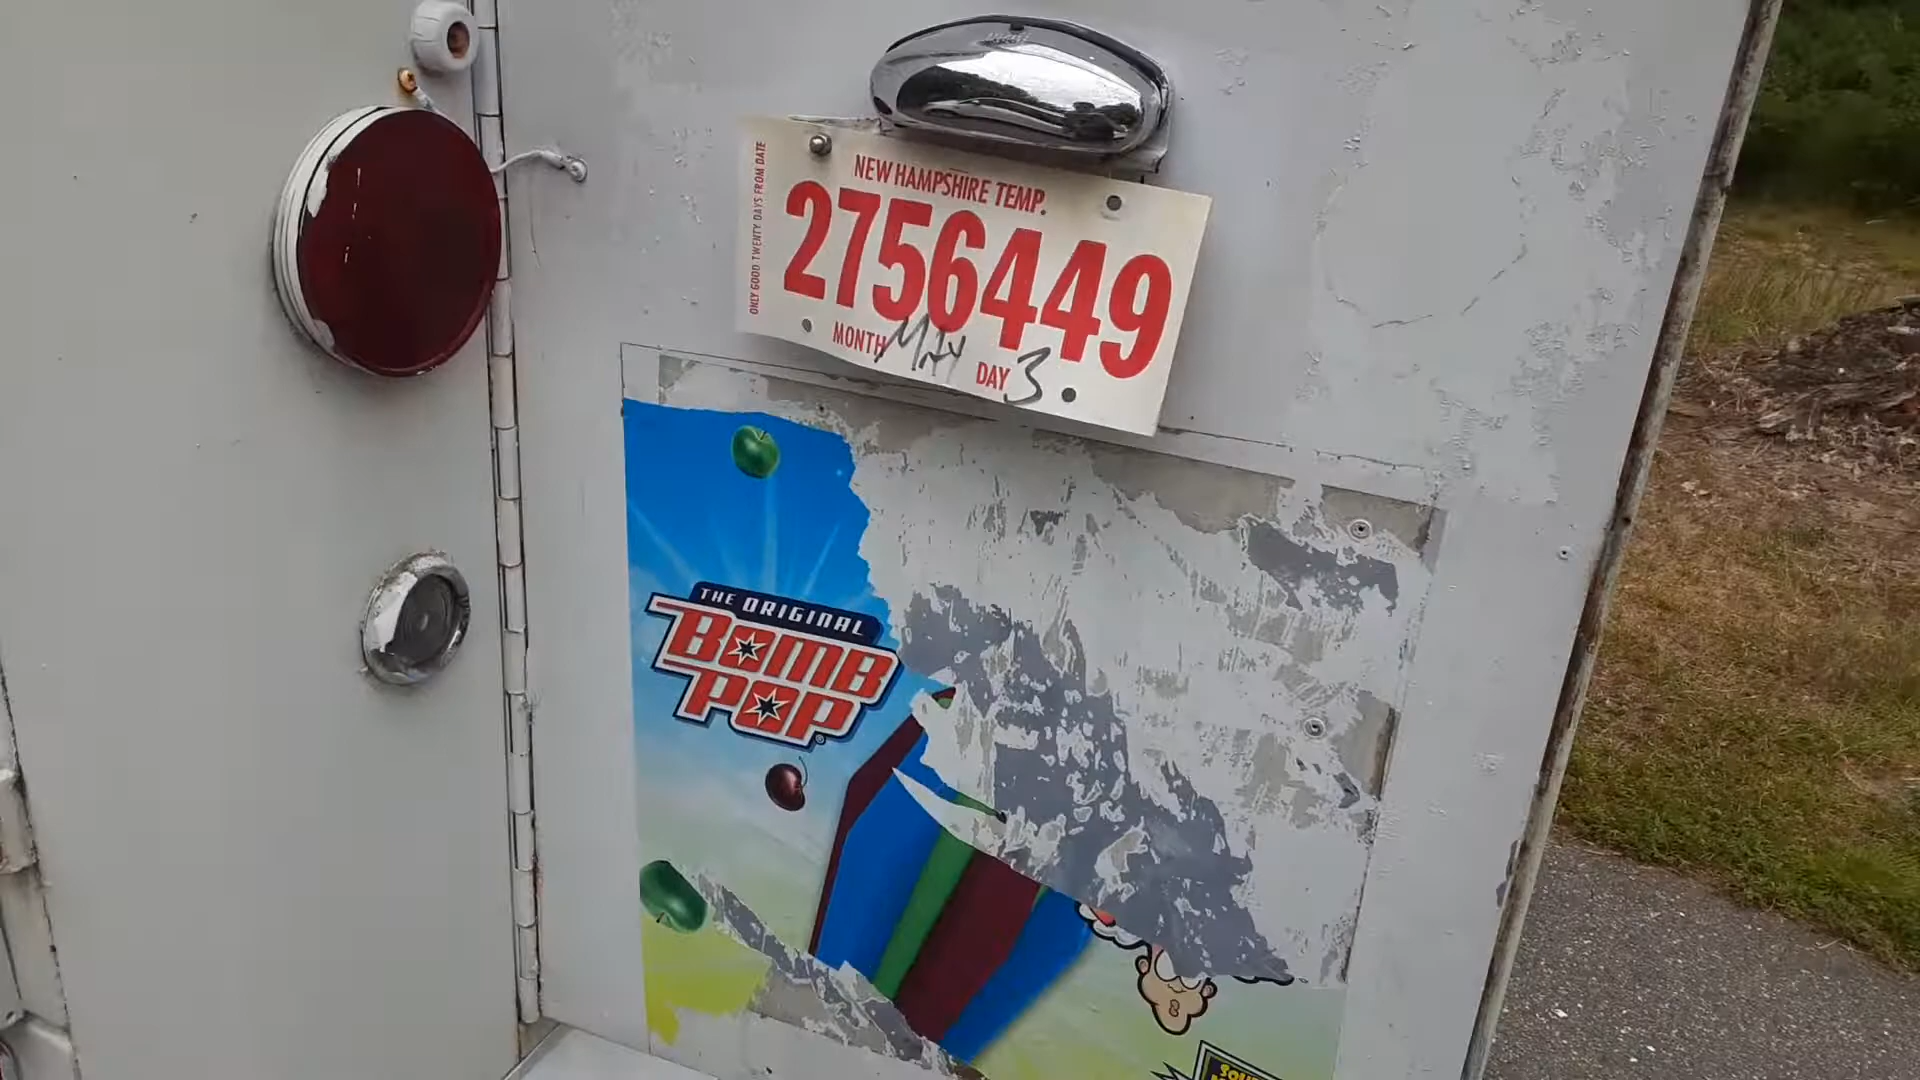 NEW HAMPSHIRE TEMP.
ONLY GOOD TWENTY DAYS FROM DATE
2756449
MONTH MAY DAY 3
THE ORIGINAL
BOMB
POP®